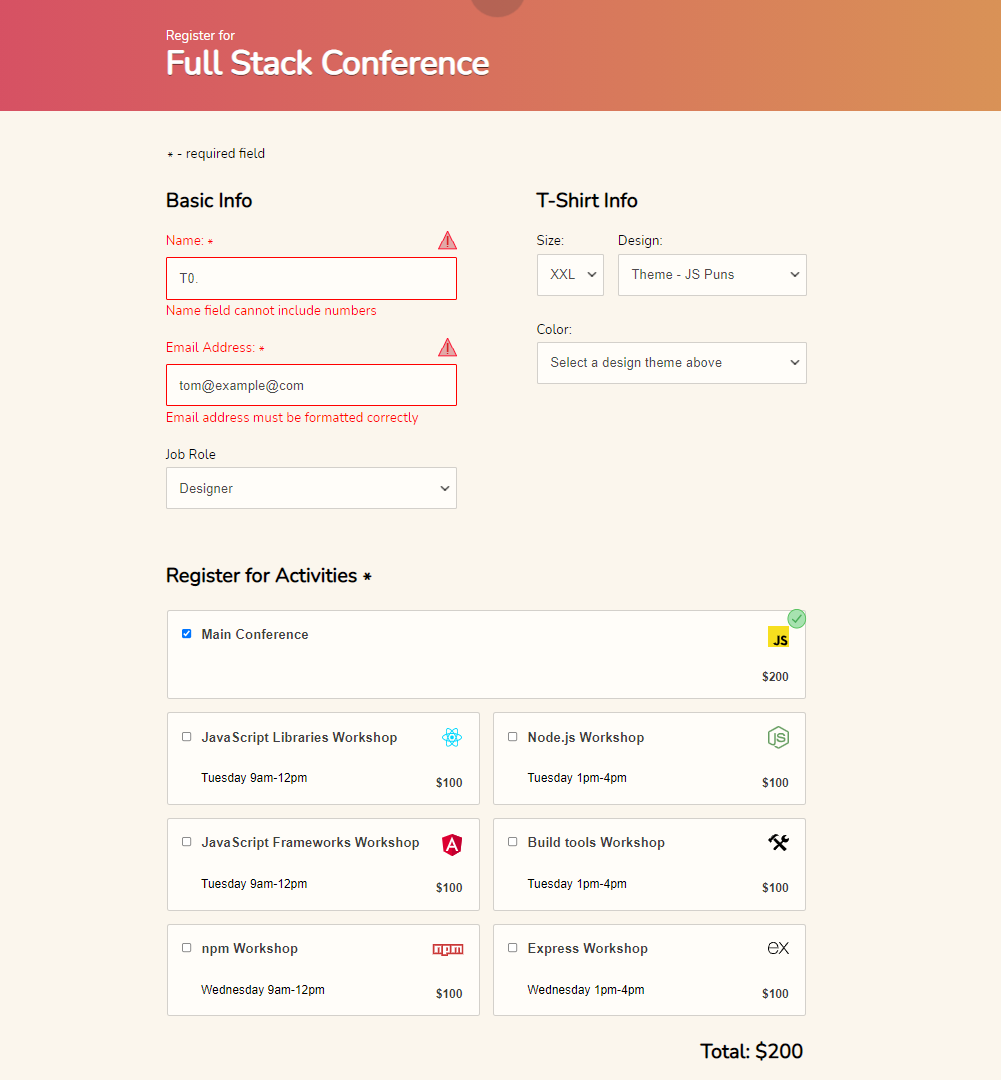 Register for
Full Stack Conference
* - required field
Basic Info
Name: *
T0.
Name field cannot include numbers
Email Address: *
tom@example@com
Email address must be formatted correctly
Job Role
Designer
T-Shirt Info
Size:
XXL
Design:
Theme - JS Puns
Color:
Select a design theme above
Register for Activities *
Main Conference
JS
$200
JavaScript Libraries Workshop
Tuesday 9am-12pm
$100
Node.js Workshop
JS
Tuesday 1pm-4pm
$100
JavaScript Frameworks Workshop
A
Tuesday 9am-12pm
$100
Build tools Workshop
Tuesday 1pm-4pm
$100
npm Workshop
npm
Wednesday 9am-12pm
$100
Express Workshop
ex
Wednesday 1pm-4pm
$100
Total: $200